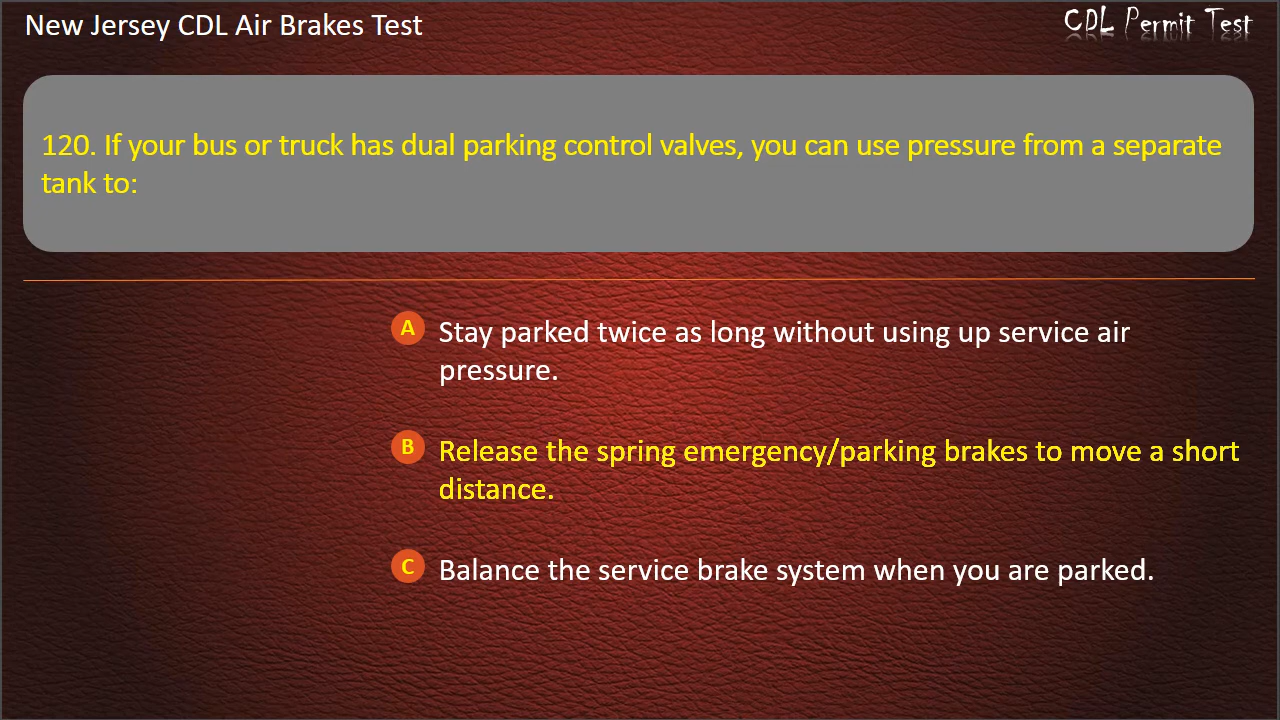 New Jersey CDL Air Brakes Test
CDL Permit Test
120. If your bus or truck has dual parking control valves, you can use pressure from a separate
tank to:
A Stay parked twice as long without using up service air
pressure.
B Release the spring emergency/parking brakes to move a short
distance.
C Balance the service brake system when you are parked.